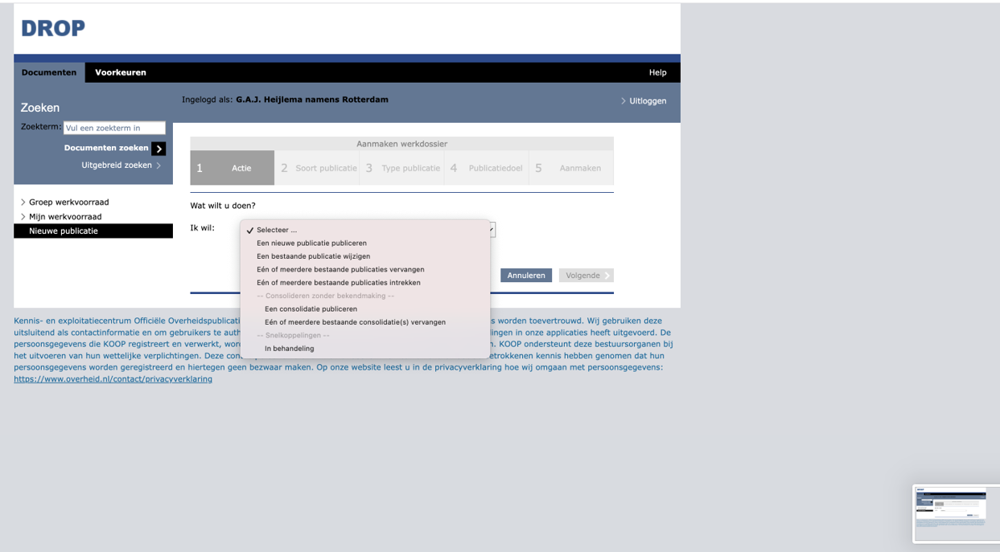 DROP
Documenten
Voorkeuren
Help
Zoeken
Ingelogd als: G.A.J. Heijlema namens Rotterdam
Uitloggen
Zoekterm: Vul een zoekterm in
Documenten zoeken
Uitgebreid zoeken
Groep werkvoorraad
Mijn werkvoorraad
Nieuwe publicatie
Aanmaken werkdossier
1 Actie
2 Soort publicatie
3 Type publicatie
4 Publicatiedoel
5 Aanmaken
Wat wilt u doen?
Ik wil:
Selecteer ...
Een nieuwe publicatie publiceren
Een bestaande publicatie wijzigen
Eén of meerdere bestaande publicaties vervangen
Eén of meerdere bestaande publicaties intrekken
-- Consolideren zonder bekendmaking --
Een consolidatie publiceren
Eén of meerdere bestaande consolidatie(s) vervangen
-- Snelkoppelingen --
In behandeling
Annuleren
Volgende
Kennis- en exploitatiecentrum Officiële Overheidspublicati s worden toevertrouwd. Wij gebruiken deze
uitsluitend als contactinformatie en om gebruikers te auth lingen in onze applicaties heeft uitgevoerd. De
persoonsgegevens die KOOP registreert en verwerkt, wor n. KOOP ondersteunt deze bestuursorganen bij
het uitvoeren van hun wettelijke verplichtingen. Deze con etrokkenen kennis hebben genomen dat hun
persoonsgegevens worden geregistreerd en hiertegen geen bezwaar maken. Op onze website leest u in de privacyverklaring hoe wij omgaan met persoonsgegevens:
https://www.overheid.nl/contact/privacyverklaring